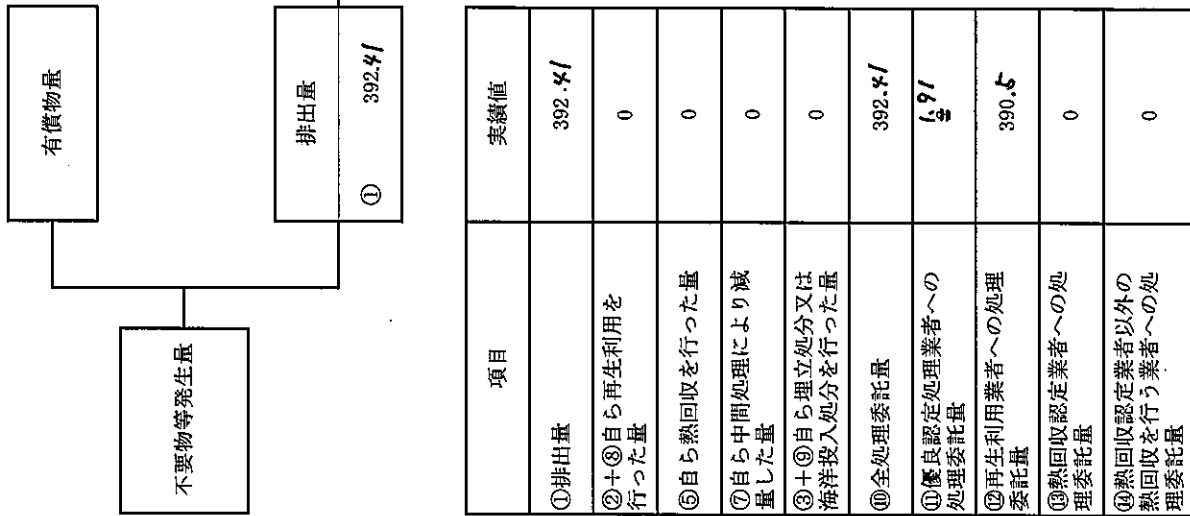 有償物量
不要物等発生量
排出量
① 392.41
項目 実績値
①排出量 392.41
②+⑧自ら再生利用を
行った量 0
⑤自ら熱回収を行った量 0
⑦自ら中間処理により減
量した量 0
③+⑨自ら埋立処分又は
海洋投入処分を行った量 0
⑩全処理委託量 392.41
⑪優良認定処理業者への
処理委託量 1.91
⑫再生利用業者への処理
委託量 390.5
⑬熱回収認定業者への処
理委託量 0
⑭熱回収認定業者以外の
熱回収を行う業者への処
理委託量 0